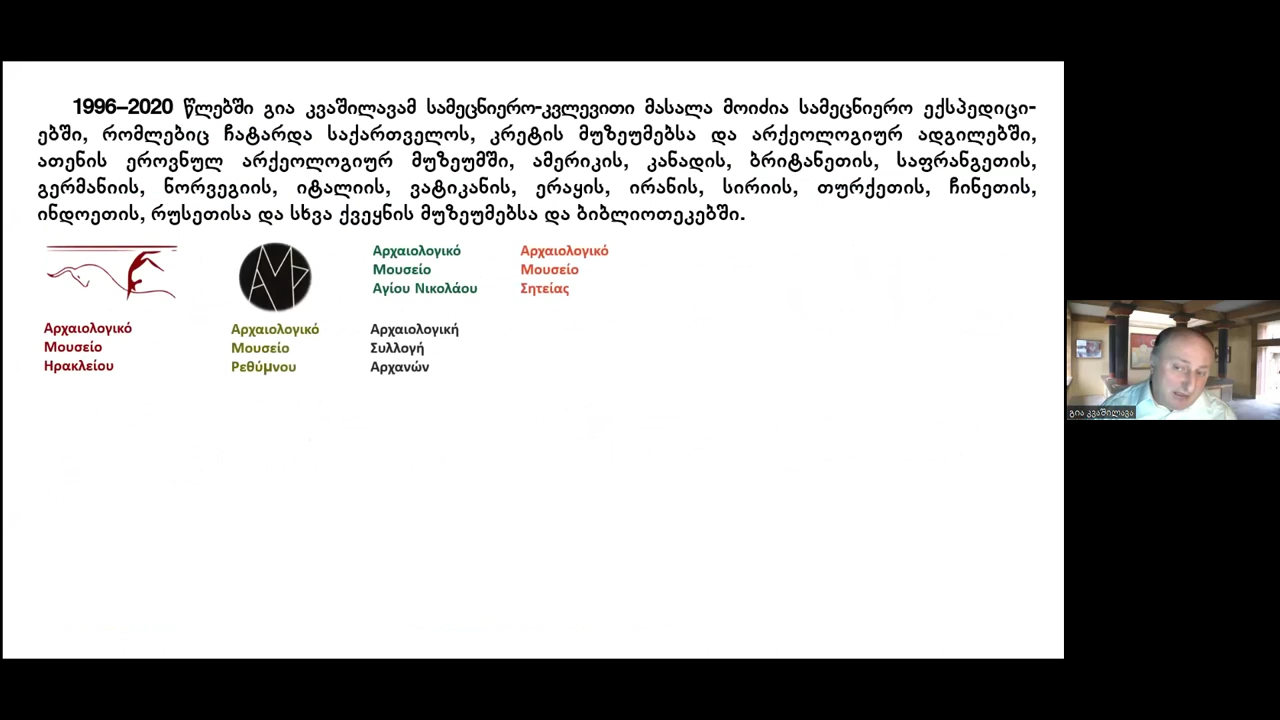 1996–2020 წლებში გია კვაშილავამ სამეცნიერო-კვლევითი მასალა მოიძია სამეცნიერო ექსპედიცი-
ებში, რომლებიც ჩატარდა საქართველოს, კრეტის მუზეუმებსა და არქეოლოგიურ ადგილებში,
ათენის ეროვნულ არქეოლოგიურ მუზეუმში, ამერიკის, კანადის, ბრიტანეთის, საფრანგეთის,
გერმანიის, ნორვეგიის, იტალიის, ვატიკანის, ერაყის, ირანის, სირიის, თურქეთის, ჩინეთის,
ინდოეთის, რუსეთისა და სხვა ქვეყნის მუზეუმებსა და ბიბლიოთეკებში.
Αρχαιολογικό
Μουσείο
Ηρακλείου
ΑΜΡ
Αρχαιολογικό
Μουσείο
Ρεθύμνου
Αρχαιολογικό
Μουσείο
Αγίου Νικολάου
Αρχαιολογική
Συλλογή
Αρχανών
Αρχαιολογικό
Μουσείο
Σητείας
გია კვაშილავა